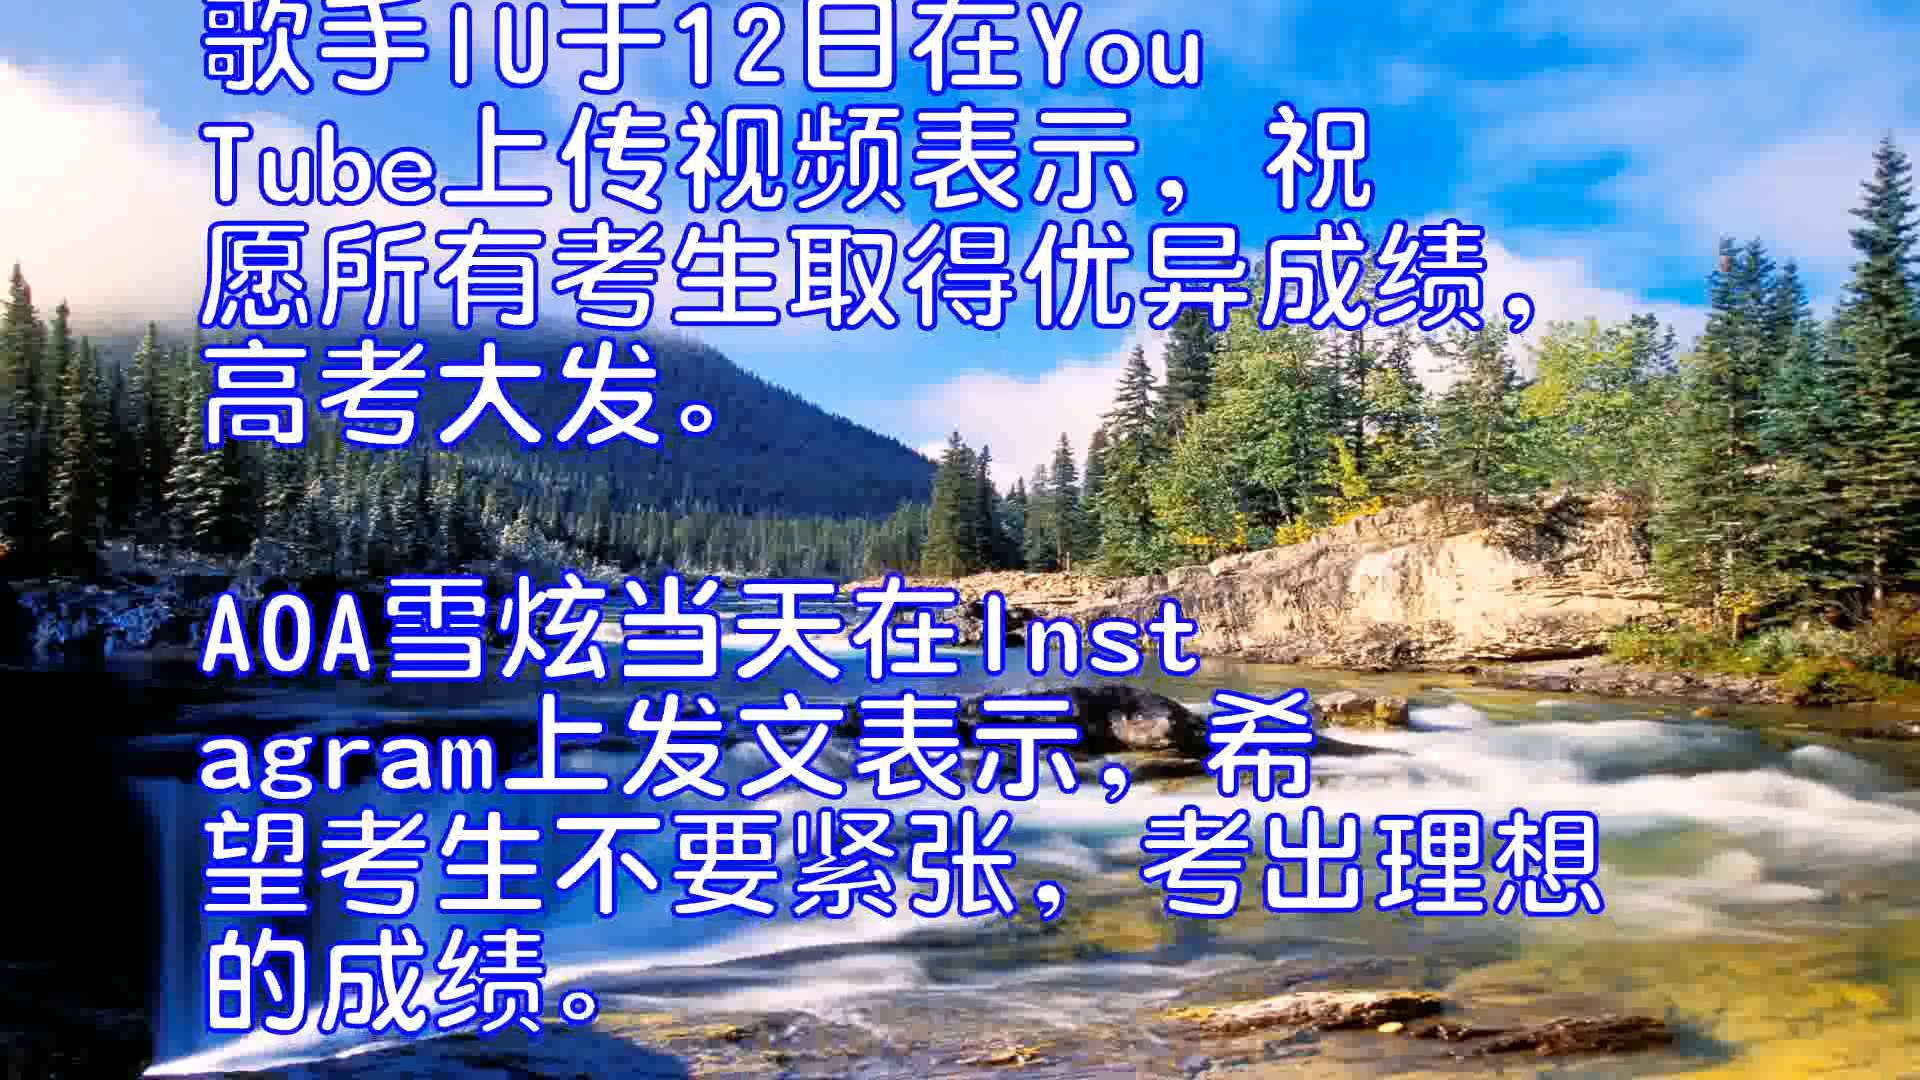 歌手IU于12日在You
Tube上传视频表示，祝
愿所有考生取得优异成绩，
高考大发。
AOA雪炫当天在Inst
agram上发文表示，希
望考生不要紧张，考出理想
的成绩。